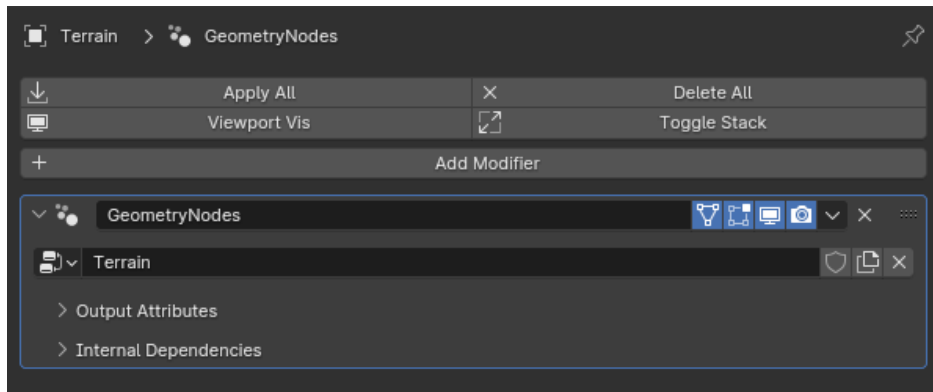 Terrain > GeometryNodes
Apply All Delete All
Viewport Vis Toggle Stack
Add Modifier
GeometryNodes
Terrain
Output Attributes
Internal Dependencies